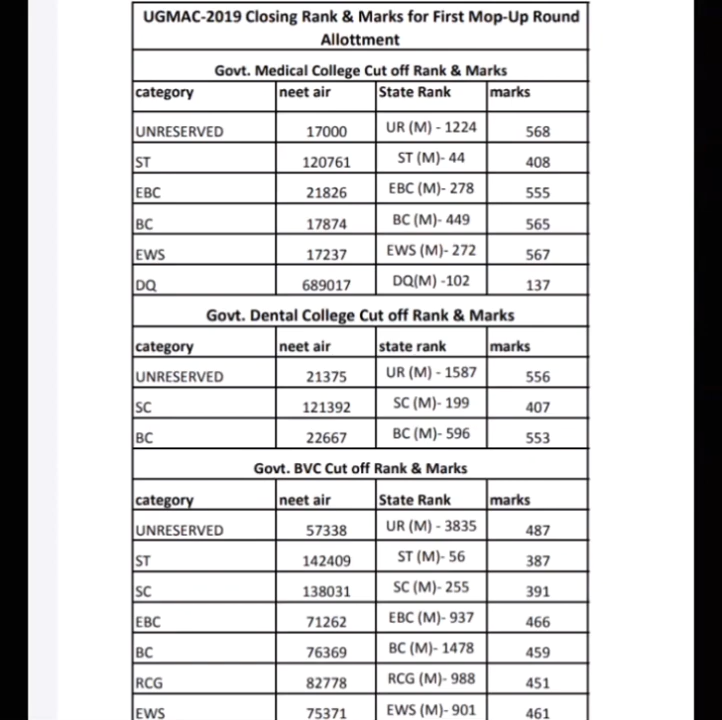 UGMAC-2019 Closing Rank & Marks for First Mop-Up Round
Allottment
Govt. Medical College Cut off Rank & Marks
category neet air State Rank marks
UNRESERVED 17000 UR (M) - 1224 568
ST 120761 ST (M)- 44 408
EBC 21826 EBC (M)- 278 555
BC 17874 BC (M)- 449 565
EWS 17237 EWS (M)- 272 567
DQ 689017 DQ(M) -102 137
Govt. Dental College Cut off Rank & Marks
category neet air state rank marks
UNRESERVED 21375 UR (M) - 1587 556
SC 121392 SC (M)- 199 407
BC 22667 BC (M)- 596 553
Govt. BVC Cut off Rank & Marks
category neet air State Rank marks
UNRESERVED 57338 UR (M) - 3835 487
ST 142409 ST (M)- 56 387
SC 138031 SC (M)- 255 391
EBC 71262 EBC (M)- 937 466
BC 76369 BC (M)- 1478 459
RCG 82778 RCG (M)- 988 451
EWS 75371 EWS (M)- 901 461